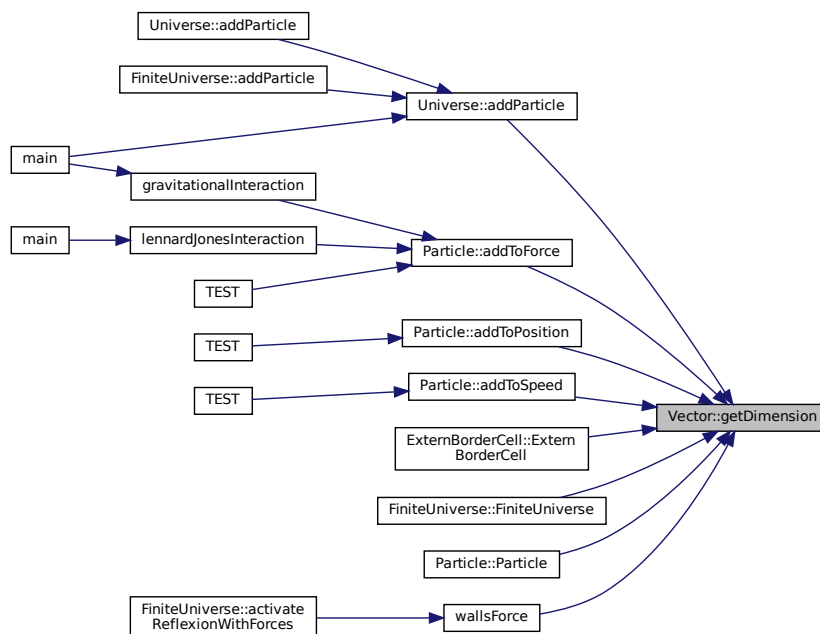 Universe::addParticle
FiniteUniverse::addParticle
Universe::addParticle
main
gravitationalInteraction
main
lennardJonesInteraction
Particle::addToForce
TEST
Particle::addToPosition
TEST
Particle::addToSpeed
TEST
Vector::getDimension
ExternBorderCell::Extern
BorderCell
FiniteUniverse::FiniteUniverse
Particle::Particle
FiniteUniverse::activate
ReflexionWithForces
wallsForce